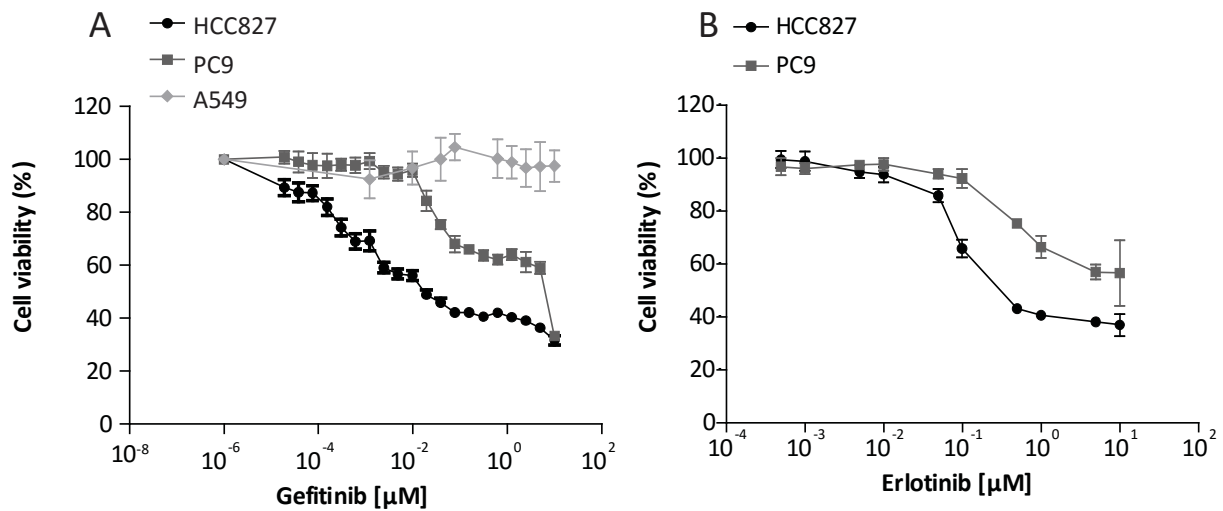 A
HCC827
PC9
A549
Cell viability (%)
120
100
80
60
40
20
0
10-8
10-6
10-4
10-2
100
102
Gefitinib [µM]
B
HCC827
PC9
Cell viability (%)
120
100
80
60
40
20
0
10-4
10-3
10-2
10-1
100
101
102
Erlotinib [µM]